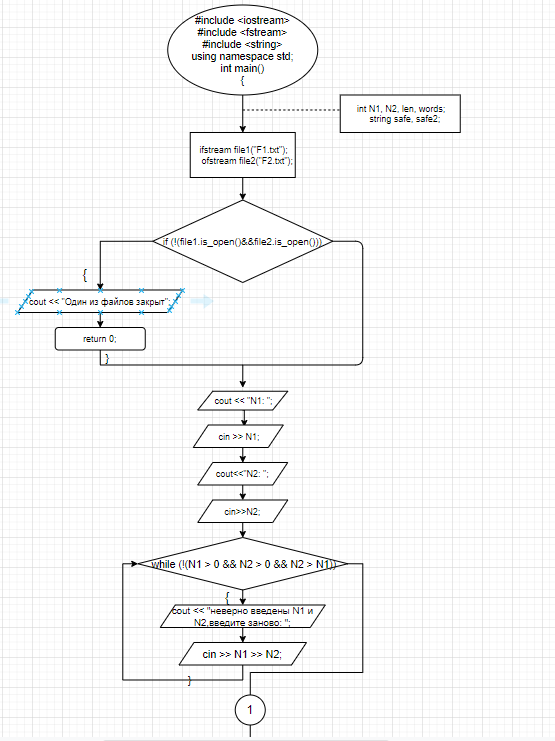 #include <iostream>
#include <fstream>
#include <string>
using namespace std;
int main()
{
int N1, N2, len, words;
string safe, safe2;
ifstream file1("F1.txt");
ofstream file2("F2.txt");
if (!(file1.is_open()&&file2.is_open()))
{
cout << "Один из файлов закрыт";
return 0;
}
cout << "N1: ";
cin >> N1;
cout<<"N2: ";
cin>>N2;
while (!(N1 > 0 && N2 > 0 && N2 > N1))
{
cout << "неверно введены N1 и
N2,введите заново: ";
cin >> N1 >> N2;
}
1